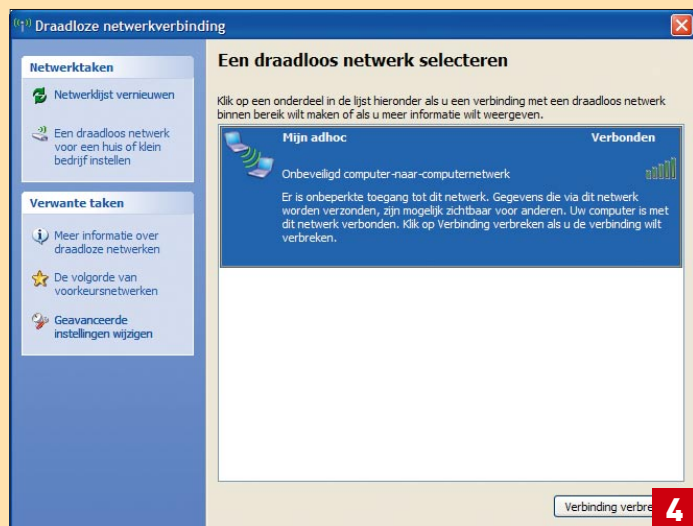 Draadloze netwerkverbinding
Netwerktaken
Netwerklijst vernieuwen
Een draadloos netwerk
voor een huis of klein
bedrijf instellen
Verwante taken
Meer informatie over
draadloze netwerken
De volgorde van
voorkeursnetwerken
Geavanceerde
instellingen wijzigen
Een draadloos netwerk selecteren
Klik op een onderdeel in de lijst hieronder als u een verbinding met een draadloos netwerk
binnen bereik wilt maken of als u meer informatie wilt weergeven.
Mijn adhoc Verbonden
Onbeveiligd computer-naar-computernetwerk
Er is onbeperkte toegang tot dit netwerk. Gegevens die via dit netwerk
worden verzonden, zijn mogelijk zichtbaar voor anderen. Uw computer is met
dit netwerk verbonden. Klik op Verbinding verbreken als u de verbinding wilt
verbreken.
Verbinding verbre
4